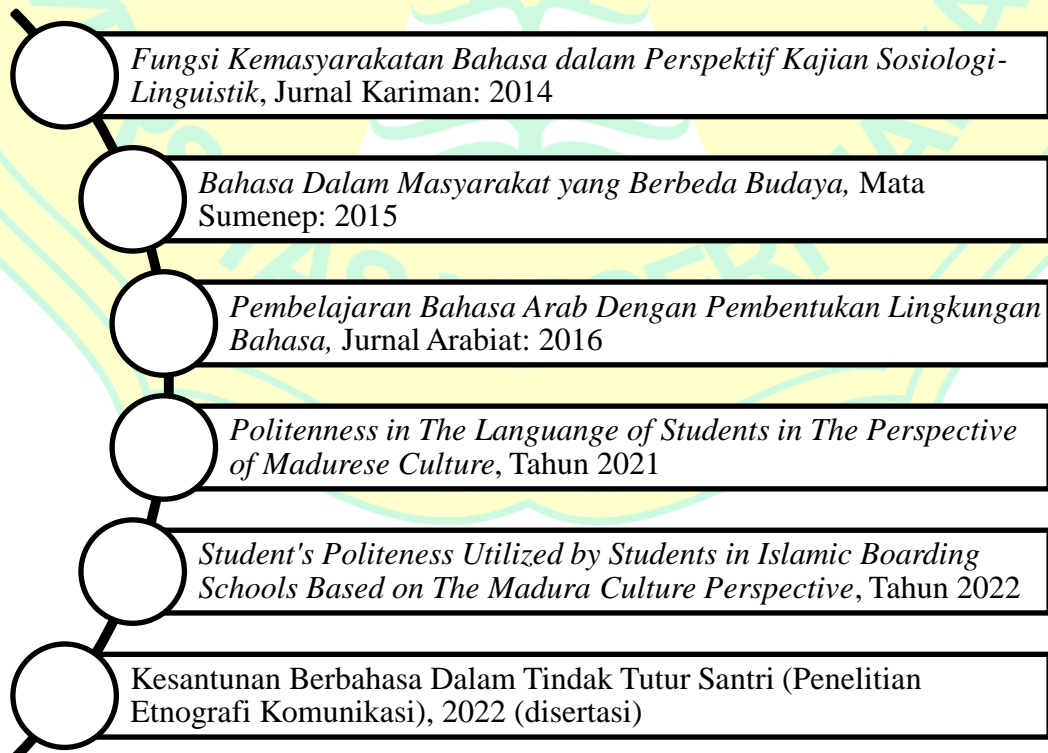 Fungsi Kemasyarakatan Bahasa dalam Perspektif Kajian Sosiologi-
Linguistik, Jurnal Kariman: 2014
Bahasa Dalam Masyarakat yang Berbeda Budaya, Mata
Sumenep: 2015
Pembelajaran Bahasa Arab Dengan Pembentukan Lingkungan
Bahasa, Jurnal Arabiat: 2016
Politenness in The Languange of Students in The Perspective
of Madurese Culture, Tahun 2021
Student's Politeness Utilized by Students in Islamic Boarding
Schools Based on The Madura Culture Perspective, Tahun 2022
Kesantunan Berbahasa Dalam Tindak Tutur Santri (Penelitian
Etnografi Komunikasi), 2022 (disertasi)